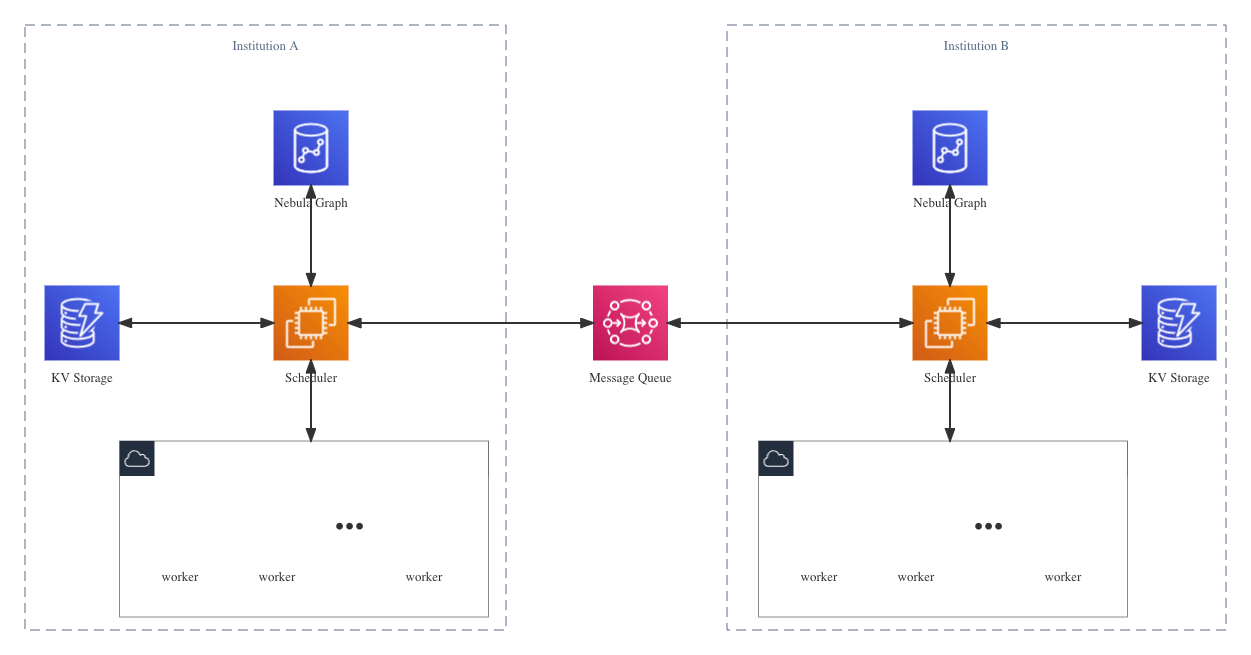 Institution A
Institution B
Nebula Graph
Nebula Graph
KV Storage
Scheduler
Message Queue
Scheduler
KV Storage
worker
worker
worker
worker
worker
worker